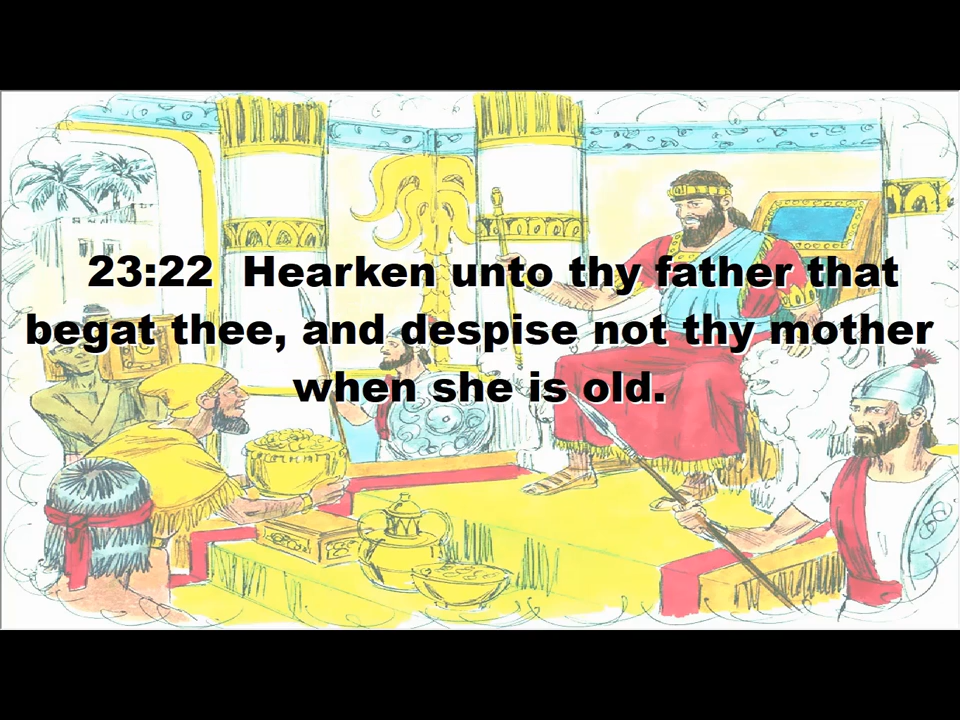 23:22 Hearken unto thy father that
begat thee, and despise not thy mother
when she is old.